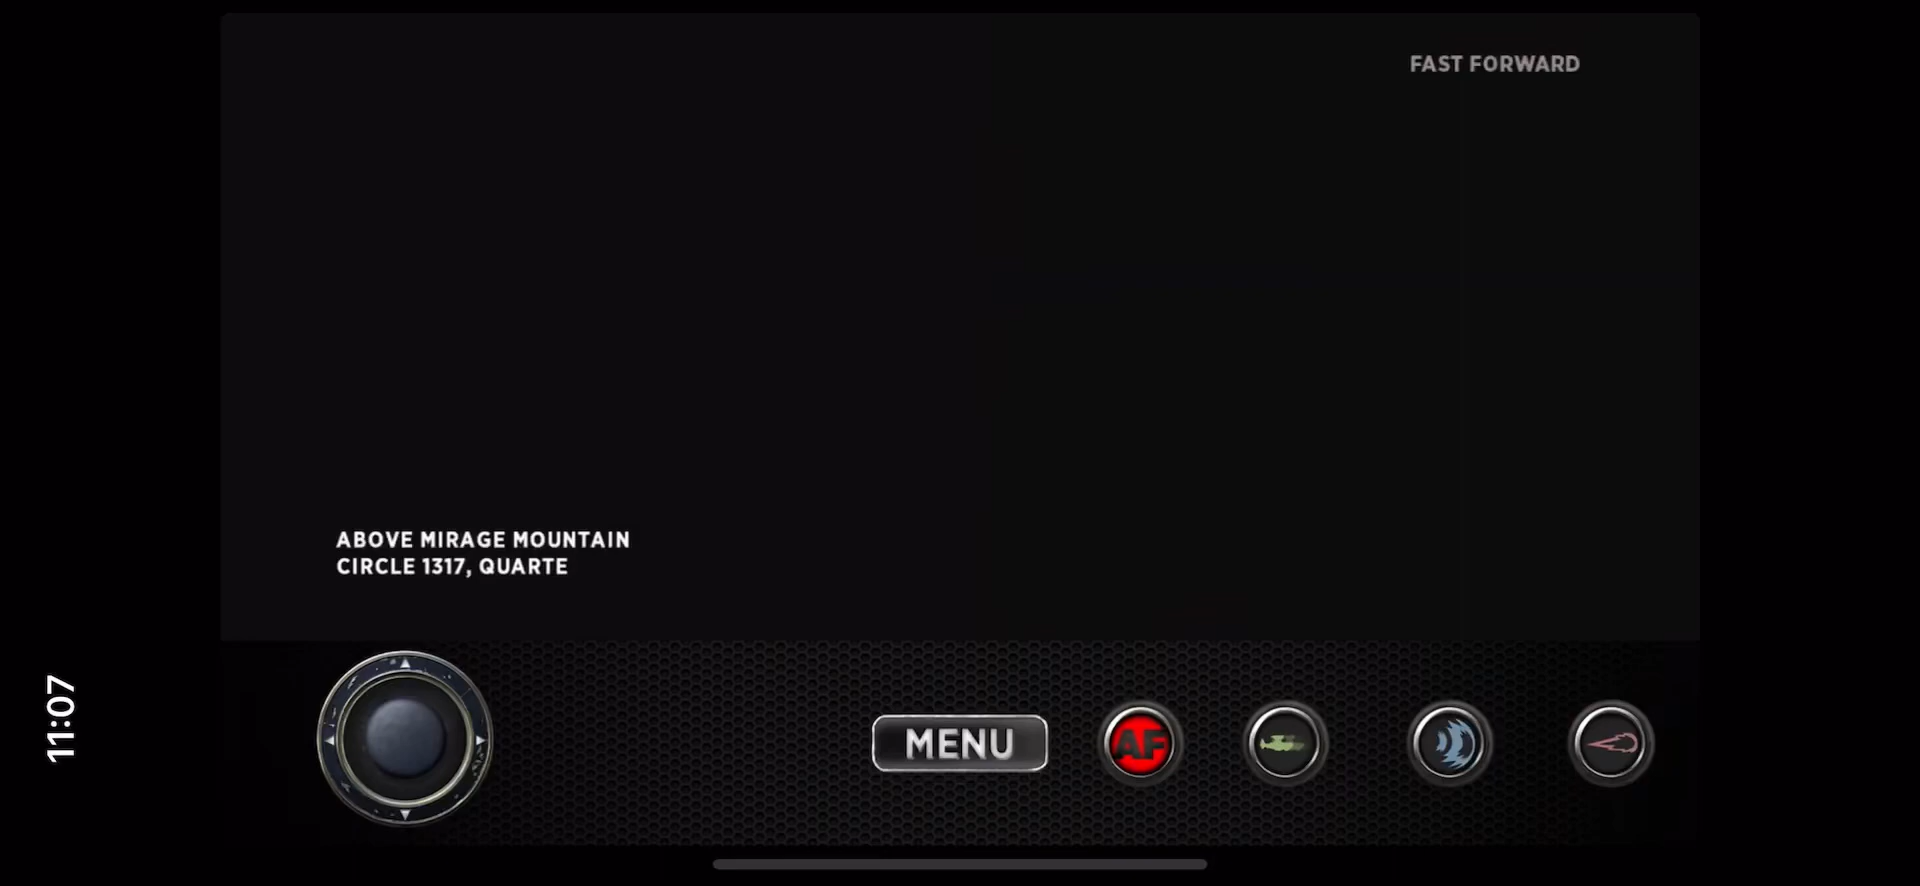 FAST FORWARD
ABOVE MIRAGE MOUNTAIN
CIRCLE 1317, QUARTE
11:07
MENU
AF